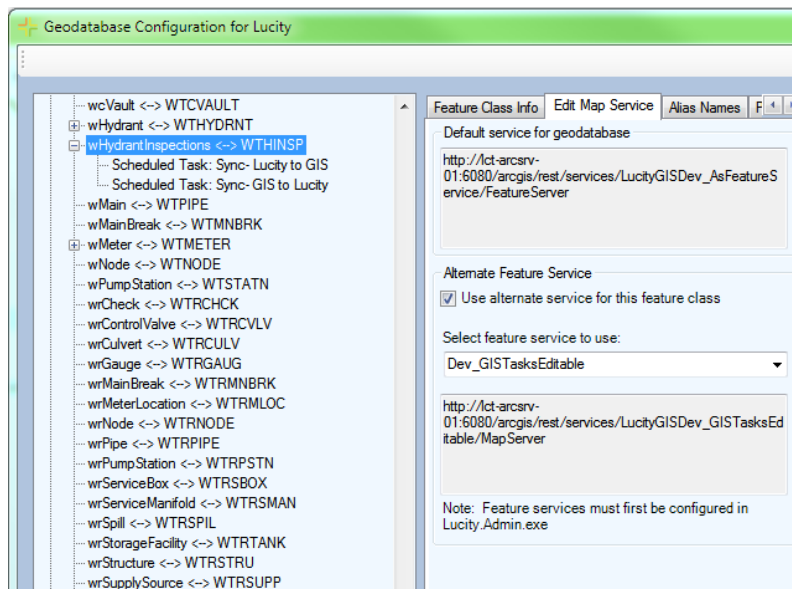 Geodatabase Configuration for Lucity
wcVault <--> WTCVAULT
wHydrant <--> WTHYDRNT
wHydrantInspections <--> WTHINSP
Scheduled Task: Sync- Lucity to GIS
Scheduled Task: Sync- GIS to Lucity
wMain <--> WTPIPE
wMainBreak <--> WTMNBRK
wMeter <--> WTMETER
wNode <--> WTNODE
wPumpStation <--> WTSTATN
wrCheck <--> WTRCHCK
wrControlValve <--> WTRCVLV
wrCulvert <--> WTRCULV
wrGauge <--> WTRGAUG
wrMainBreak <--> WTRMNBRK
wrMeterLocation <--> WTRMLOC
wrNode <--> WTRNODE
wrPipe <--> WTRPIPE
wrPumpStation <--> WTRPSTN
wrServiceBox <--> WTRSBOX
wrServiceManifold <--> WTRSMAN
wrSpill <--> WTRSPIL
wrStorageFacility <--> WTRTANK
wrStructure <--> WTRSTRU
wrSupplySource <--> WTRSUPP
Feature Class Info Edit Map Service Alias Names F
Default service for geodatabase
http://lct-arcsrv-
01:6080/arcgis/rest/services/LucityGISDev_AsFeatureS
ervice/FeatureServer
Alternate Feature Service
Use alternate service for this feature class
Select feature service to use:
Dev_GISTasksEditable
http://lct-arcsrv-
01:6080/arcgis/rest/services/LucityGISDev_GISTasksEd
itable/MapServer
Note: Feature services must first be configured in
Lucity.Admin.exe